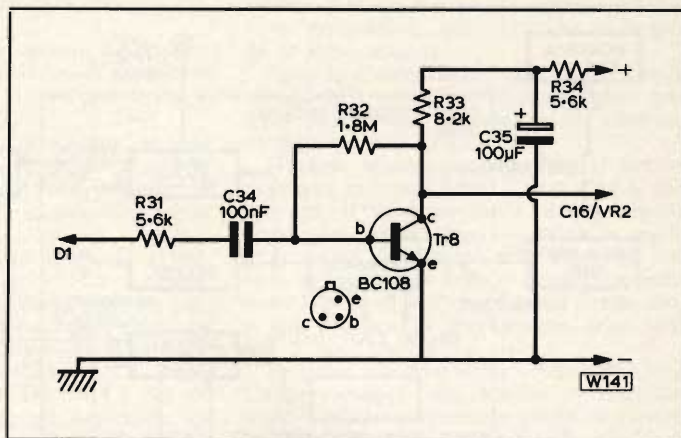 R31
5·6k
D1
C34
100nF
R32
1·8M
R33
8·2k
+
C35
100µF
R34
5·6k
+
C16/VR2
b
c
e
Tr8
BC108
e
c
b
−
W141